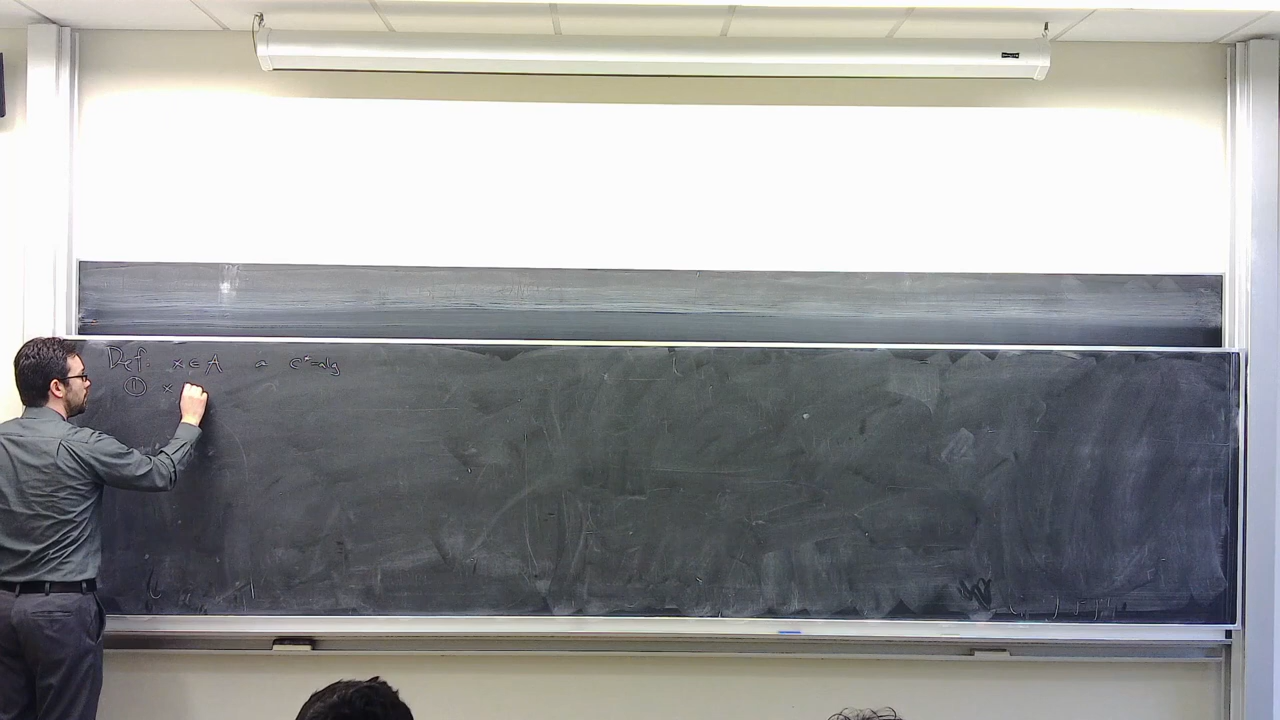 Def. x ∈ A a C*-alg
① x